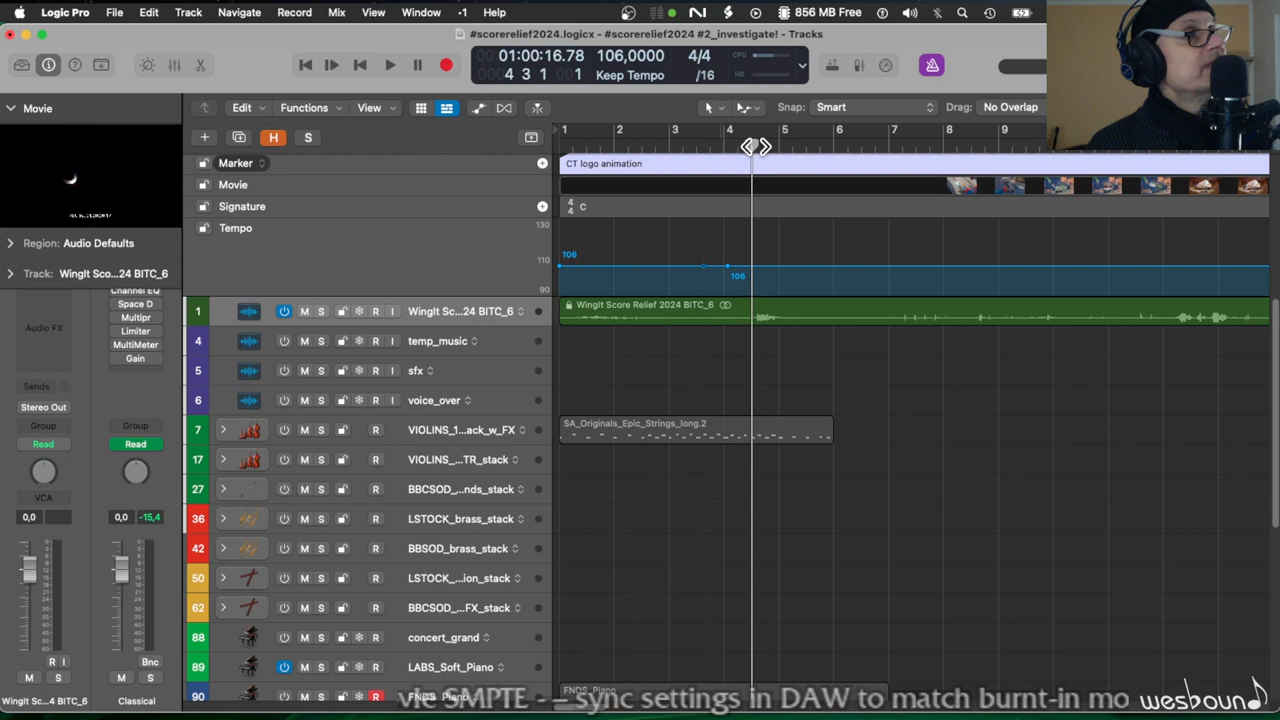 Logic Pro File Edit Track Navigate Record Mix View Window ·1 Help 856 MB Free
#scorerelief2024.logicx - #scorerelief2024 #2_investigate! - Tracks
01:00:16.78 106,0000 4/4 CPU
4 3 1 001 Keep Tempo /16 HD
Movie Edit Functions View Snap: Smart Drag: No Overlap
H S 1 2 3 4 5 6 7 8 9
Marker CT logo animation
Movie
Signature 4 4 C
Tempo 130
106
110
106
90
Region: Audio Defaults
Track: WingIt Sco...24 BITC_6
Channel EQ
Space D
Multipr
Limiter
MultiMeter
Gain
Audio FX
Sends
Stereo Out
Group Group
Read Read
VCA
0,0 0,0 -15,4
R I Bnc
M S M S
WingIt S...4 BITC_6 Classical
1 M S R I WingIt Sc...24 BITC_6 WingIt Score Relief 2024 BITC_6
4 M S R I temp_music
5 M S R I sfx
6 M S R I voice_over
7 M S R VIOLINS_1...ack_w_FX SA_Originals_Epic_Strings_long.2
17 M S R VIOLINS_...TR_stack
27 M S R BBCSOD_...nds_stack
36 M S R LSTOCK_brass_stack
42 M S R BBSOD_brass_stack
50 M S R LSTOCK_...ion_stack
62 M S R BBCSOD_...FX_stack
88 M S R concert_grand
89 M S R LABS_Soft_Piano
90 M S R FNDS_Piano FNDS_Piano
SMPTE - – sync settings in DAW to match burnt-in mo
wesbound